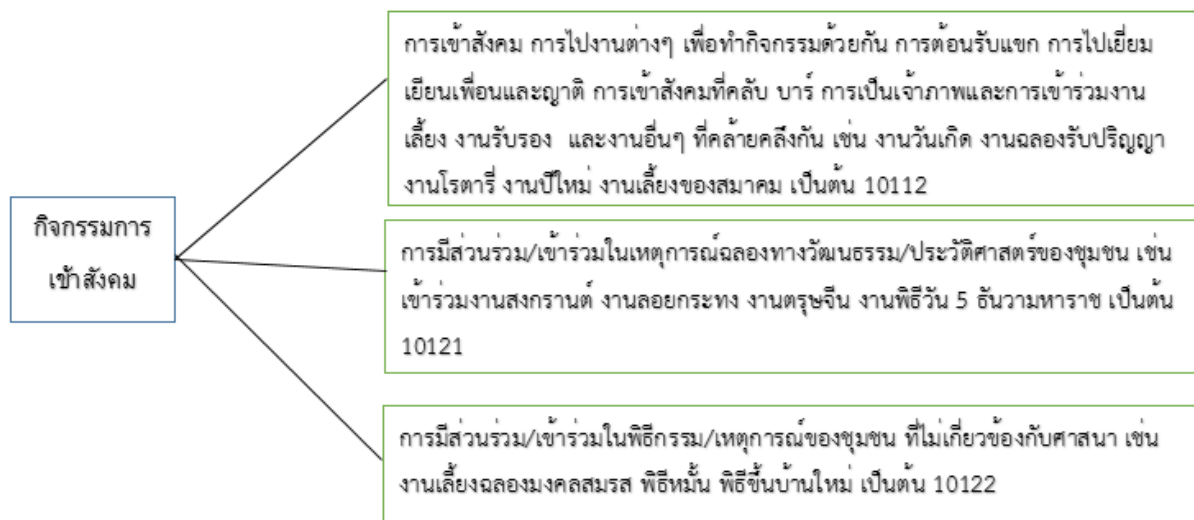 กิจกรรมการ
เข้าสังคม
การเข้าสังคม การไปงานต่างๆ เพื่อทำกิจกรรมด้วยกัน การต้อนรับแขก การไปเยี่ยม
เยียนเพื่อนและญาติ การเข้าสังคมที่คลับ บาร์ การเป็นเจ้าภาพและการเข้าร่วมงาน
เลี้ยง งานรับรอง และงานอื่นๆ ที่คล้ายคลึงกัน เช่น งานวันเกิด งานฉลองรับปริญญา
งานโรตารี่ งานปีใหม่ งานเลี้ยงของสมาคม เป็นต้น 10112
การมีส่วนร่วม/เข้าร่วมในเหตุการณ์ฉลองทางวัฒนธรรม/ประวัติศาสตร์ของชุมชน เช่น
เข้าร่วมงานสงกรานต์ งานลอยกระทง งานตรุษจีน งานพิธีวัน 5 ธันวามหาราช เป็นต้น
10121
การมีส่วนร่วม/เข้าร่วมในพิธีกรรม/เหตุการณ์ของชุมชน ที่ไม่เกี่ยวข้องกับศาสนา เช่น
งานเลี้ยงฉลองมงคลสมรส พิธีหมั้น พิธีขึ้นบ้านใหม่ เป็นต้น 10122